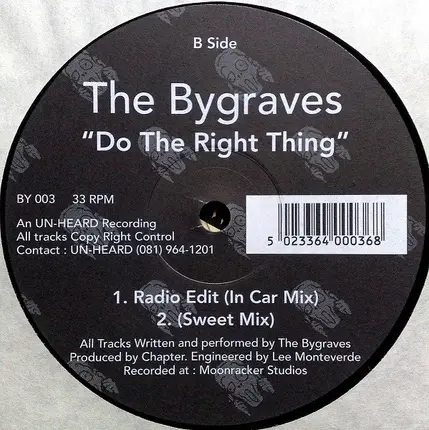 B Side
The Bygraves
“Do The Right Thing”
BY 003 33 RPM
An UN-HEARD Recording
All tracks Copy Right Control
Contact : UN-HEARD (081) 964-1201
5 023364 000368
1. Radio Edit (In Car Mix)
2. (Sweet Mix)
All Tracks Written and performed by The Bygraves
Produced by Chapter. Engineered by Lee Monteverde
Recorded at : Moonracker Studios